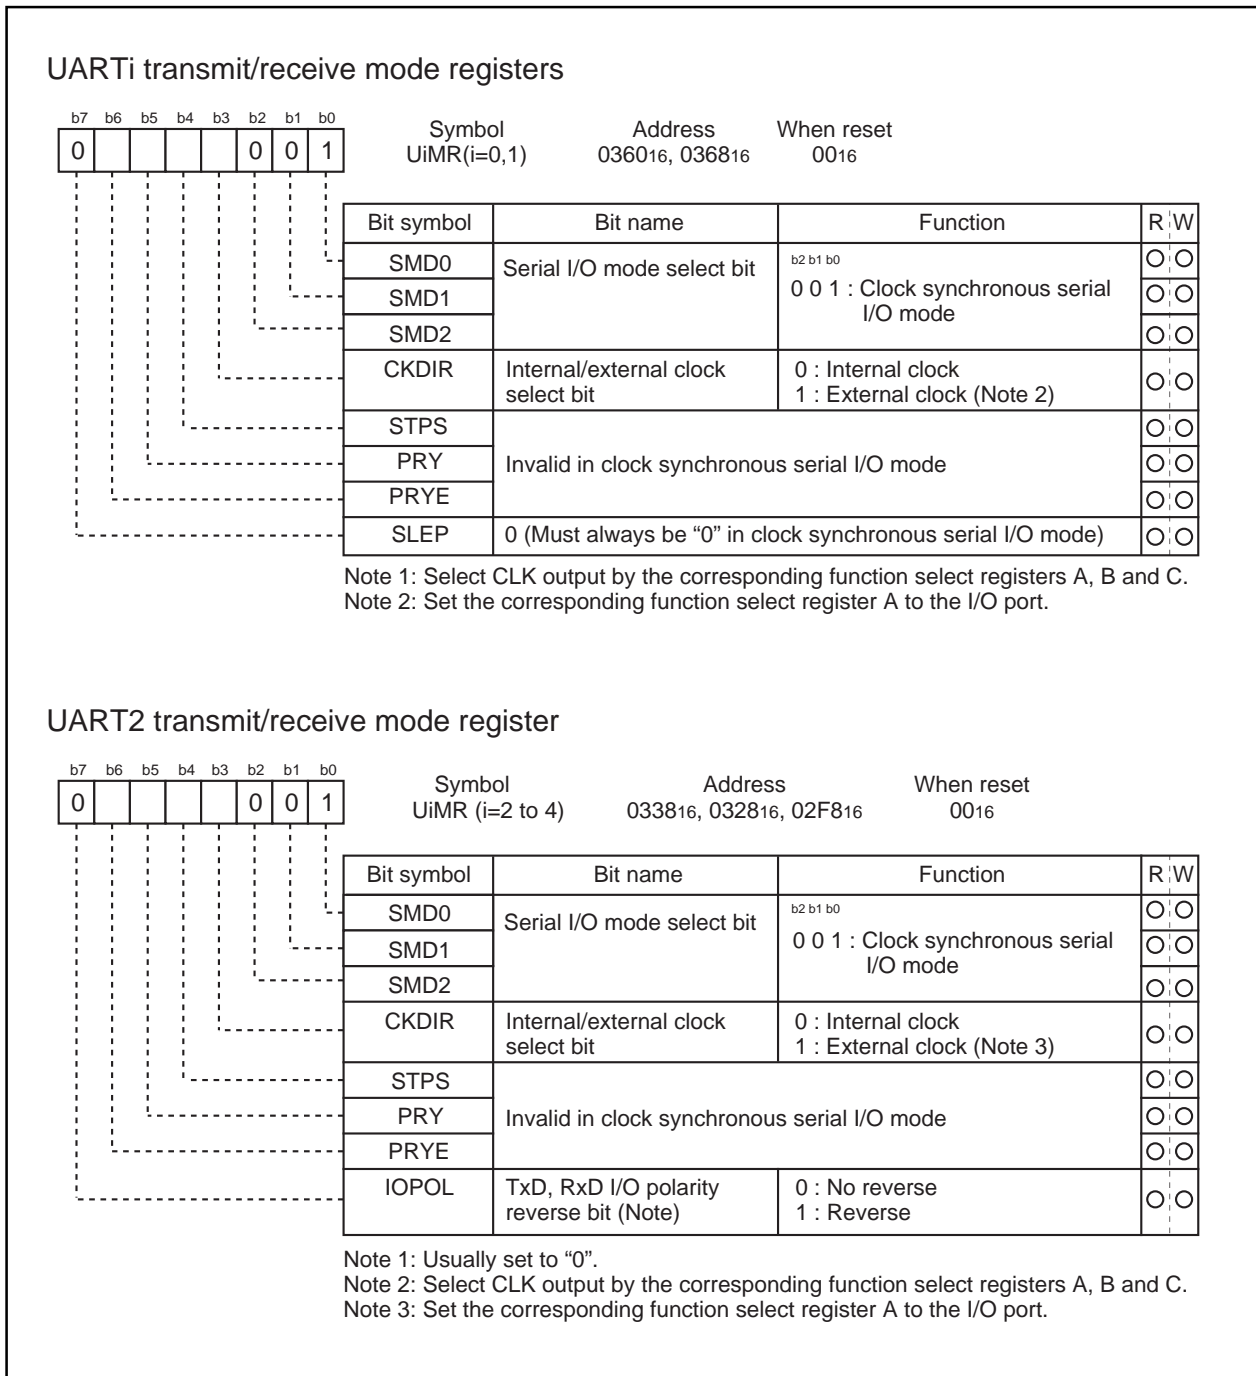 UARTi transmit/receive mode registers
b7 b6 b5 b4 b3 b2 b1 b0
0 0 0 1
Symbol Address When reset
UiMR(i=0,1) 036016, 036816 0016
Bit symbol Bit name Function R W
SMD0 Serial I/O mode select bit b2 b1 b0
SMD1 0 0 1 : Clock synchronous serial
I/O mode
SMD2
CKDIR Internal/external clock 0 : Internal clock
select bit 1 : External clock (Note 2)
STPS
PRY Invalid in clock synchronous serial I/O mode
PRYE
SLEP 0 (Must always be “0” in clock synchronous serial I/O mode)
Note 1: Select CLK output by the corresponding function select registers A, B and C.
Note 2: Set the corresponding function select register A to the I/O port.
UART2 transmit/receive mode register
b7 b6 b5 b4 b3 b2 b1 b0
0 0 0 1
Symbol Address When reset
UiMR (i=2 to 4) 033816, 032816, 02F816 0016
Bit symbol Bit name Function R W
SMD0 Serial I/O mode select bit b2 b1 b0
SMD1 0 0 1 : Clock synchronous serial
I/O mode
SMD2
CKDIR Internal/external clock 0 : Internal clock
select bit 1 : External clock (Note 3)
STPS
PRY Invalid in clock synchronous serial I/O mode
PRYE
IOPOL TxD, RxD I/O polarity 0 : No reverse
reverse bit (Note) 1 : Reverse
Note 1: Usually set to “0”.
Note 2: Select CLK output by the corresponding function select registers A, B and C.
Note 3: Set the corresponding function select register A to the I/O port.